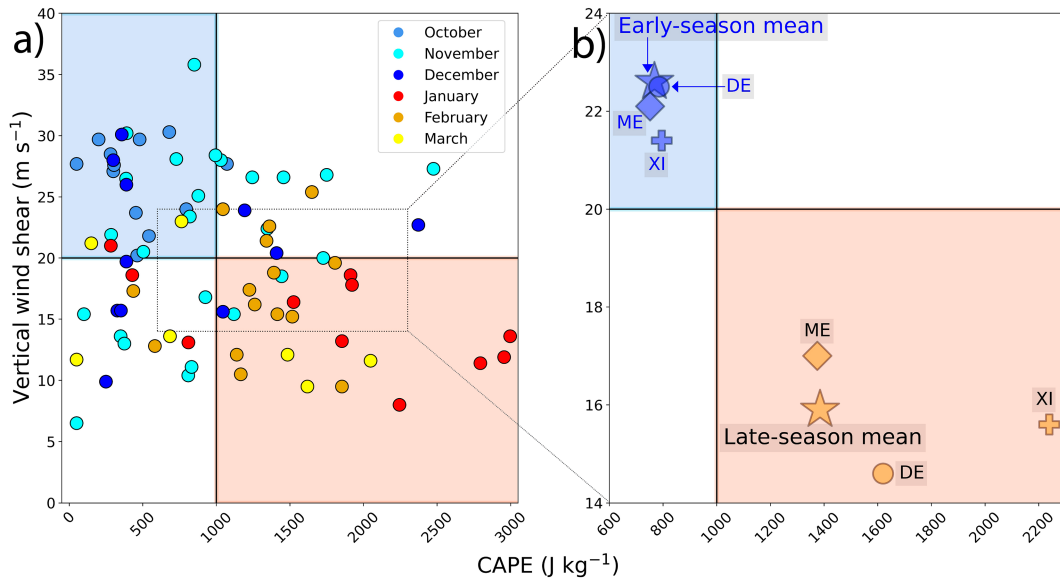 a)
40
35
30
25
20
15
10
5
0
Vertical wind shear (m s⁻¹)
October
November
December
January
February
March
0
500
1000
1500
2000
2500
3000
CAPE (J kg⁻¹)
b)
24
22
20
18
16
14
Early-season mean
DE
ME
XI
ME
XI
Late-season mean
DE
600
800
1000
1200
1400
1600
1800
2000
2200